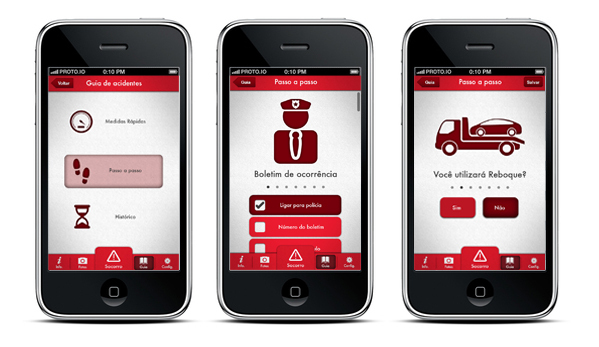 PROTO.IO 0:10 PM
Voltar Guia de acidentes
Medidas Rápidas
Passo a passo
Histórico
Info Fotos Socorro Guia Config
PROTO.IO 0:10 PM
Guia Passo a passo
Boletim de ocorrência
Ligar para polícia
Número do boletim
Info Fotos Socorro Guia Config
PROTO.IO 0:10 PM
Guia Passo a passo Salvar
Você utilizará Reboque?
Sim Não
Info Fotos Socorro Guia Config